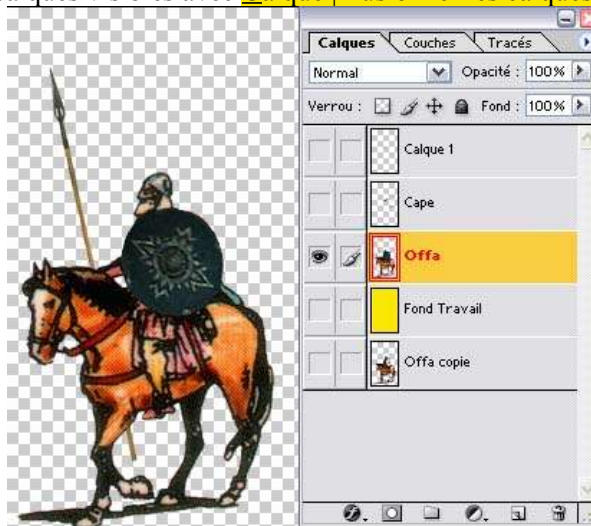 Calques Couches Tracés
Normal Opacité : 100%
Verrou : Fond : 100%
Calque 1
Cape
Offa
Fond Travail
Offa copie